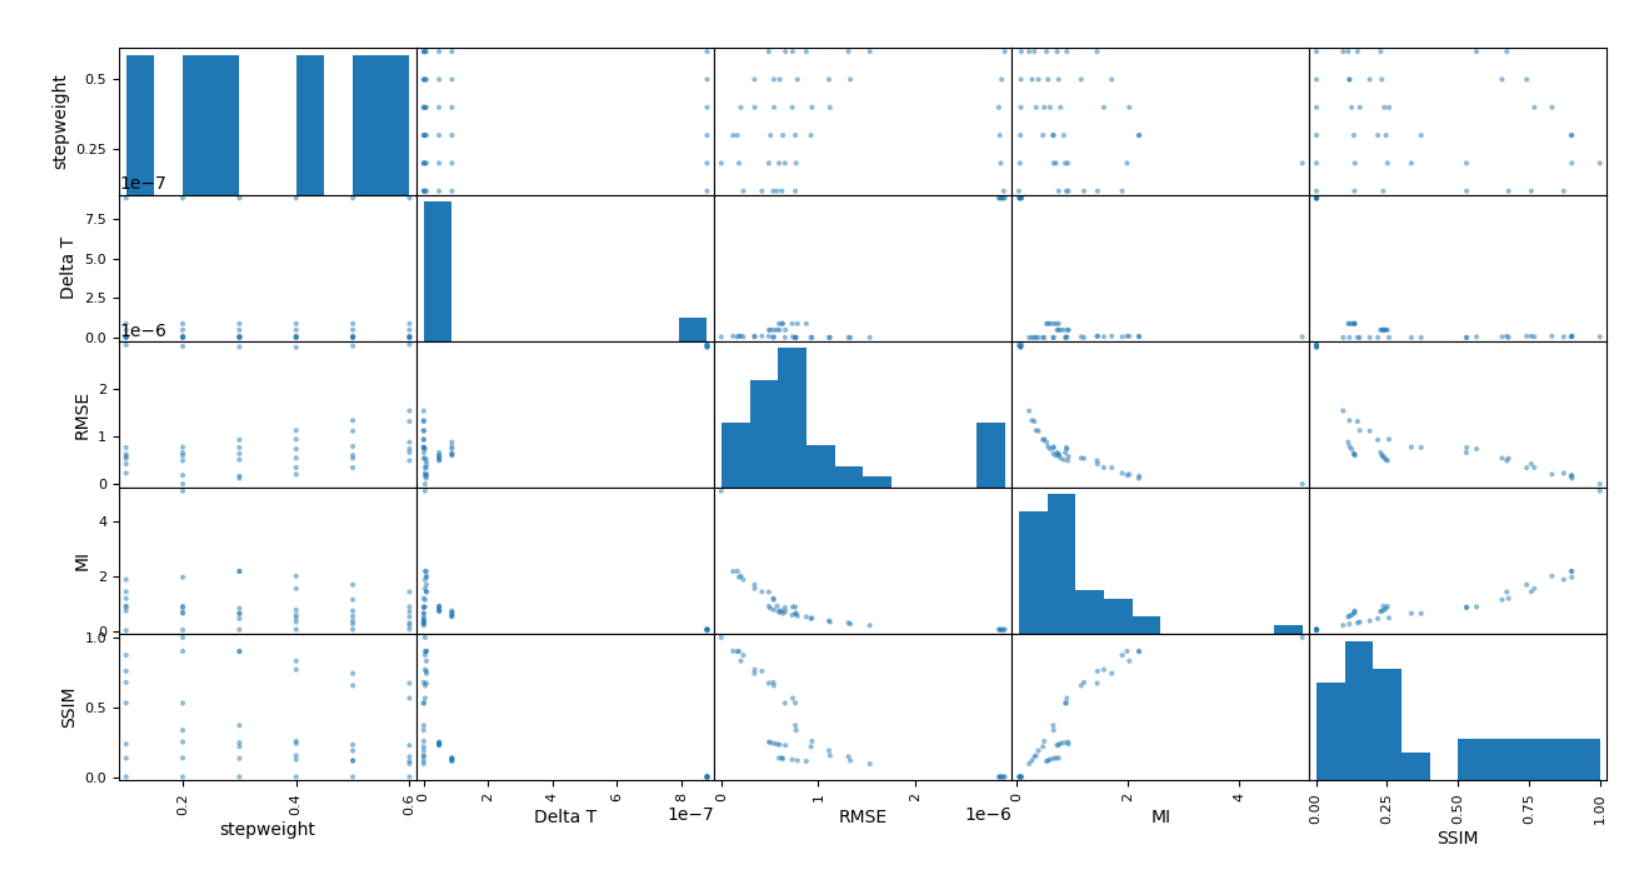 stepweight
0.5
0.25
1e−7
Delta T
7.5
5.0
2.5
0.0
1e−6
RMSE
2
1
0
MI
4
2
0
SSIM
1.0
0.5
0.0
0.2 0.4 0.6 0 2 4 6 8 0 1 2 0 2 4 0.00 0.25 0.50 0.75 1.00
1e−7 1e−6
stepweight Delta T RMSE MI SSIM